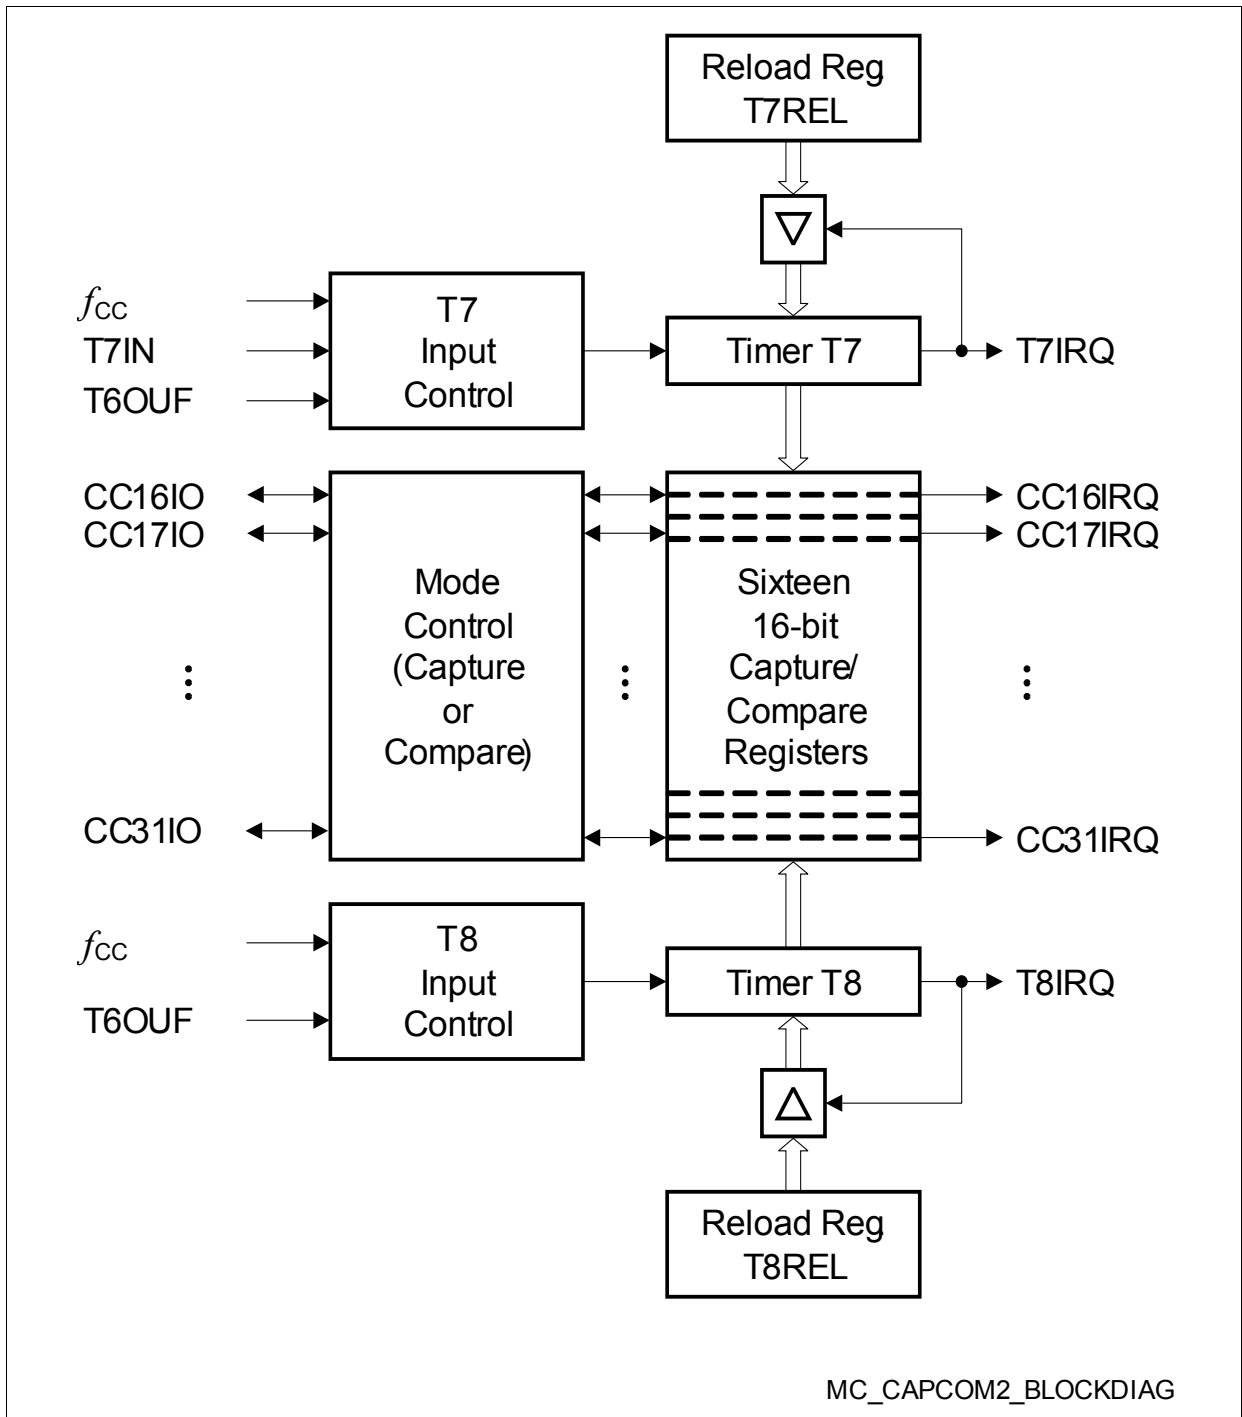 Reload Reg.
T7REL
fCC
T7IN
T6OUF
T7
Input
Control
Timer T7
T7IRQ
CC16IO
CC17IO
CC31IO
Mode
Control
(Capture
or
Compare)
Sixteen
16-bit
Capture/
Compare
Registers
CC16IRQ
CC17IRQ
CC31IRQ
fCC
T6OUF
T8
Input
Control
Timer T8
T8IRQ
Reload Reg.
T8REL
MC_CAPCOM2_BLOCKDIAG